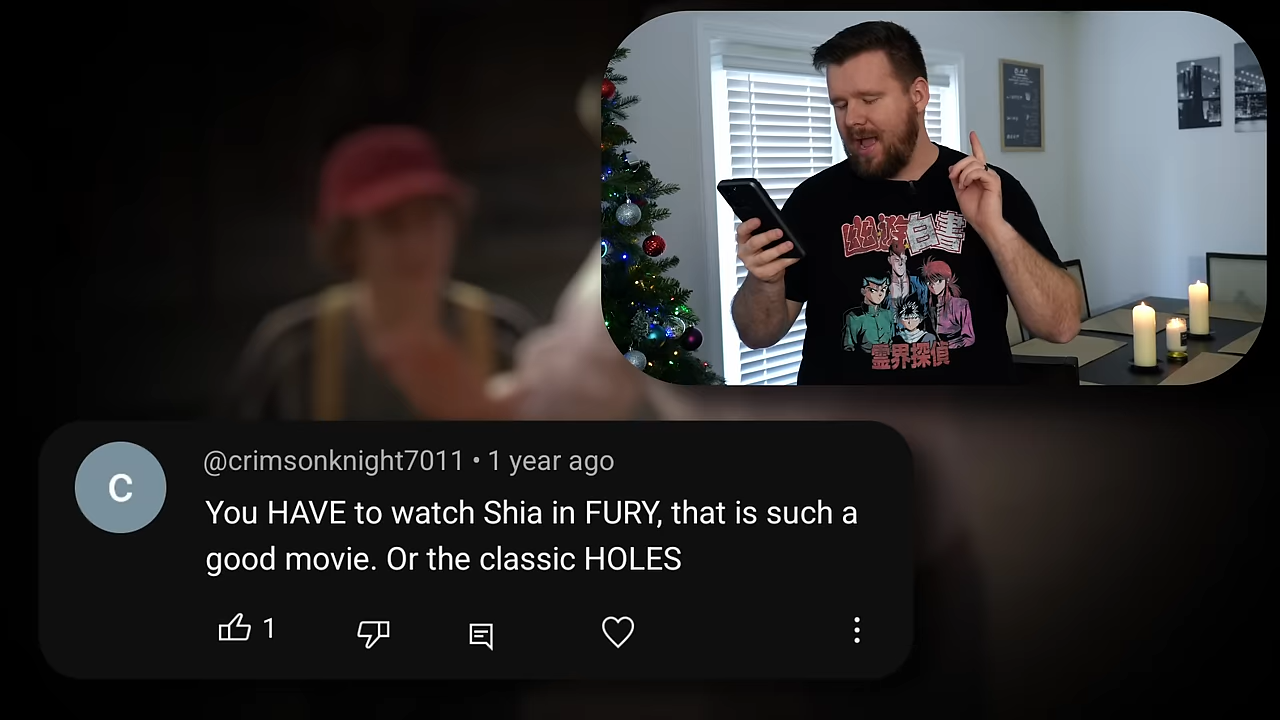 幽遊白書
霊界探偵
C
@crimsonknight7011 • 1 year ago
You HAVE to watch Shia in FURY, that is such a
good movie. Or the classic HOLES
1